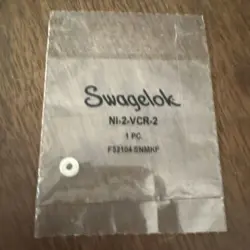 Swagelok
NI-2-VCR-2
1 PC.
F52104 SNMKF